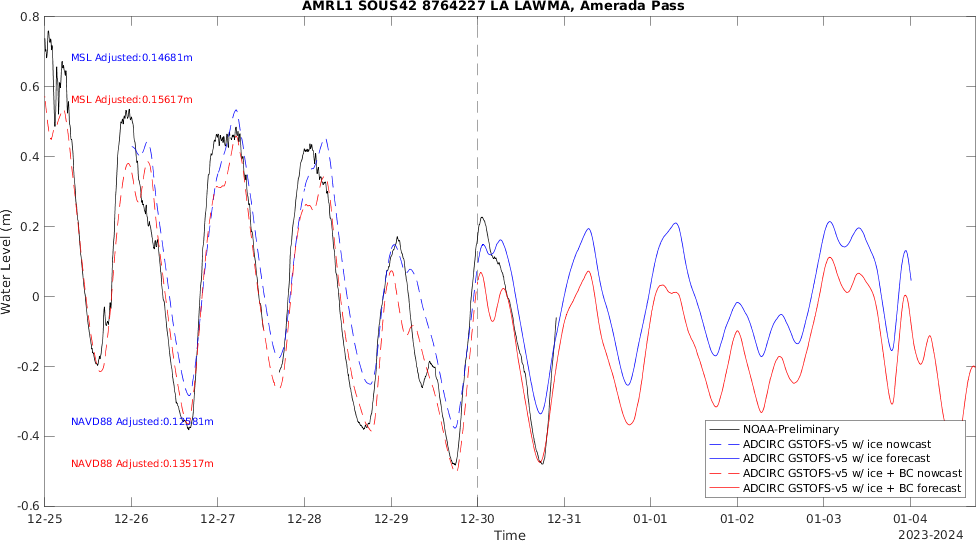 AMRL1 SOUS42 8764227 LA LAWMA, Amerada Pass
0.8
0.6
0.4
0.2
0
-0.2
-0.4
-0.6
Water Level (m)
MSL Adjusted:0.14681m
MSL Adjusted:0.15617m
NAVD88 Adjusted:0.12581m
NAVD88 Adjusted:0.13517m
NOAA-Preliminary
ADCIRC GSTOFS-v5 w/ ice nowcast
ADCIRC GSTOFS-v5 w/ ice forecast
ADCIRC GSTOFS-v5 w/ ice + BC nowcast
ADCIRC GSTOFS-v5 w/ ice + BC forecast
12-25 12-26 12-27 12-28 12-29 12-30 12-31 01-01 01-02 01-03 01-04
Time
2023-2024